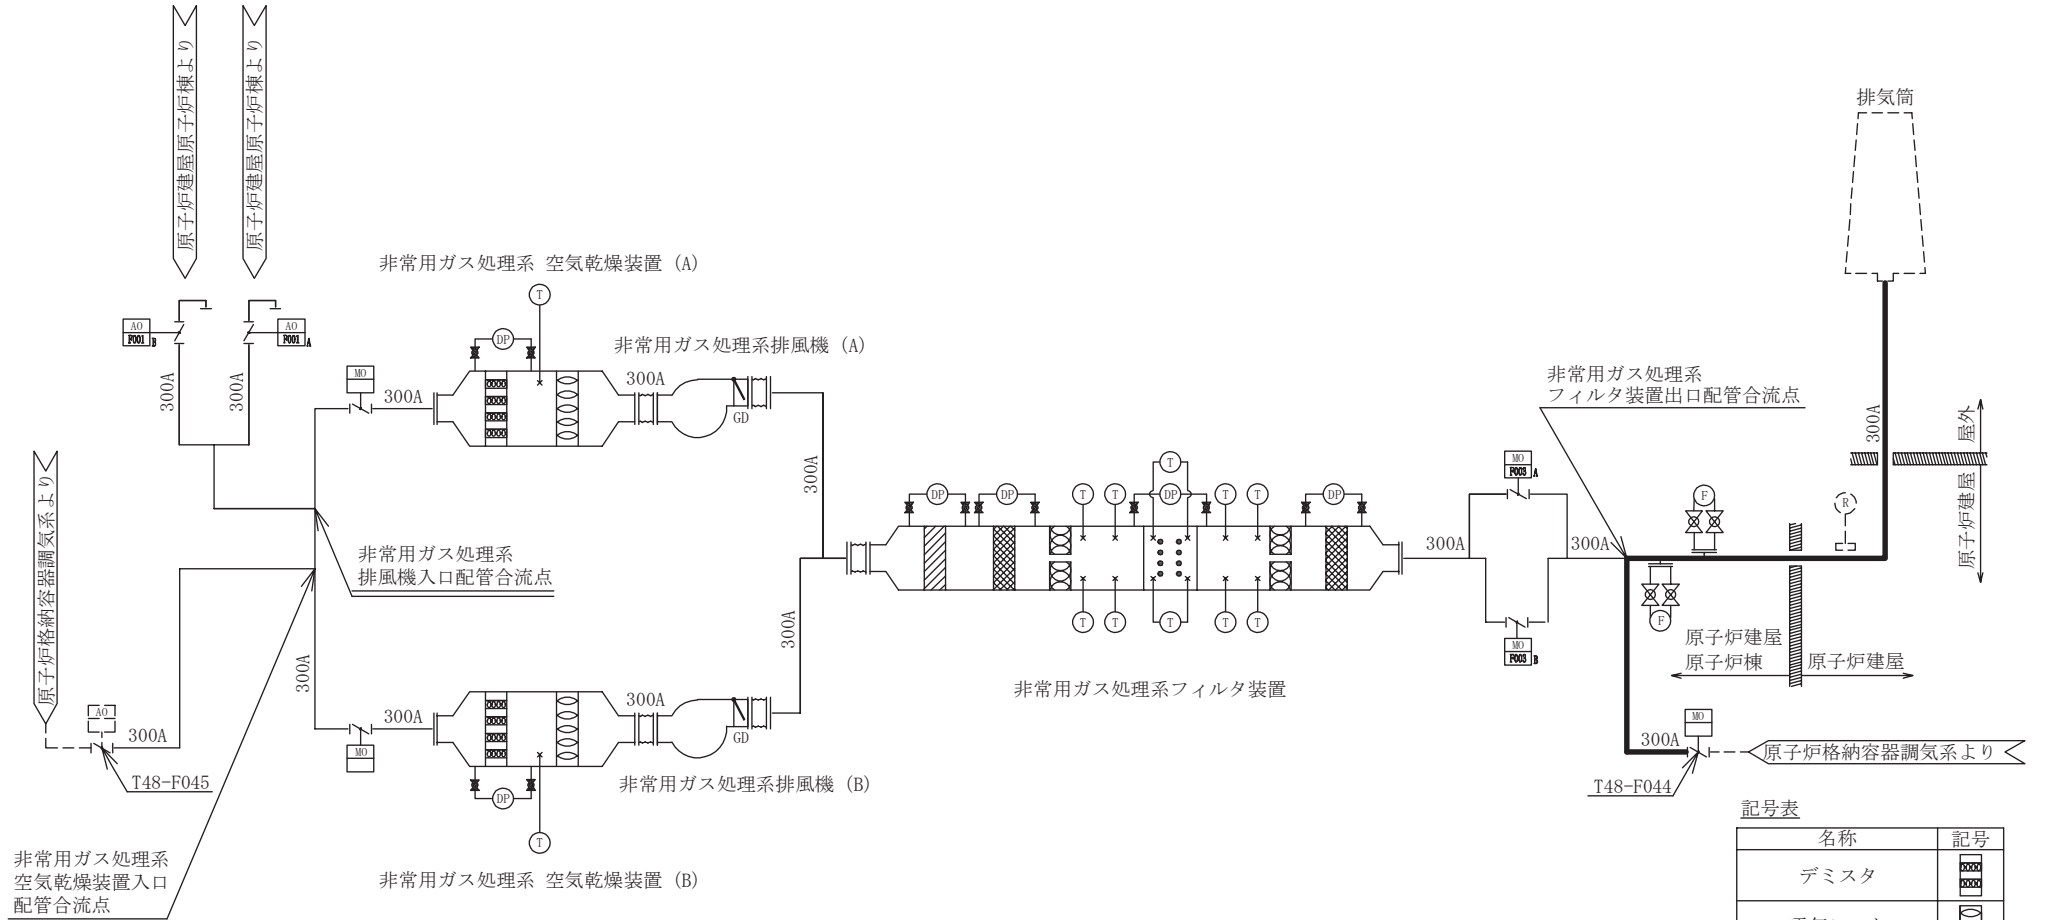 原子炉建屋原子炉棟より
原子炉建屋原子炉棟より
AO
F001
B
AO
F001
A
300A
300A
原子炉格納容器調気系より
AO
300A
T48-F045
非常用ガス処理系
空気乾燥装置入口
配管合流点
非常用ガス処理系
排風機入口配管合流点
300A
MO
300A
非常用ガス処理系 空気乾燥装置 (A)
T
DP
300A
非常用ガス処理系排風機 (A)
GD
300A
MO
300A
DP
T
非常用ガス処理系 空気乾燥装置 (B)
300A
GD
非常用ガス処理系排風機 (B)
300A
DP
DP
T
T
T
DP
T
T
DP
T
T
T
T
T
非常用ガス処理系フィルタ装置
300A
MO
F003
A
MO
F003
B
300A
非常用ガス処理系
フィルタ装置出口配管合流点
F
F
R
排気筒
300A
屋外
原子炉建屋
原子炉建屋
原子炉棟
原子炉建屋
MO
300A
T48-F044
原子炉格納容器調気系より
記号表
名称
記号
デミスタ